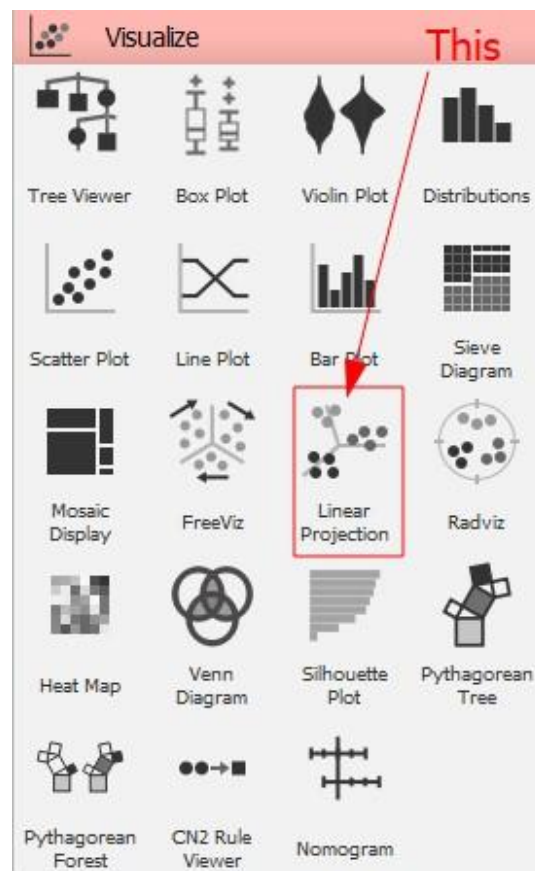 Visualize
This
Tree Viewer
Box Plot
Violin Plot
Distributions
Scatter Plot
Line Plot
Bar Plot
Sieve
Diagram
Mosaic
Display
FreeViz
Linear
Projection
Radviz
Heat Map
Venn
Diagram
Silhouette
Plot
Pythagorean
Tree
Pythagorean
Forest
CN2 Rule
Viewer
Nomogram